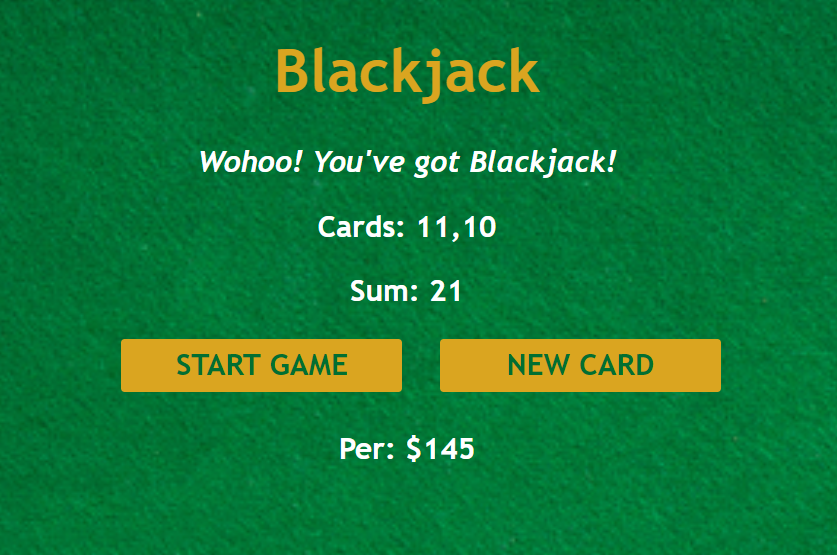 Blackjack
Wohoo! You've got Blackjack!
Cards: 11,10
Sum: 21
START GAME NEW CARD
Per: $145